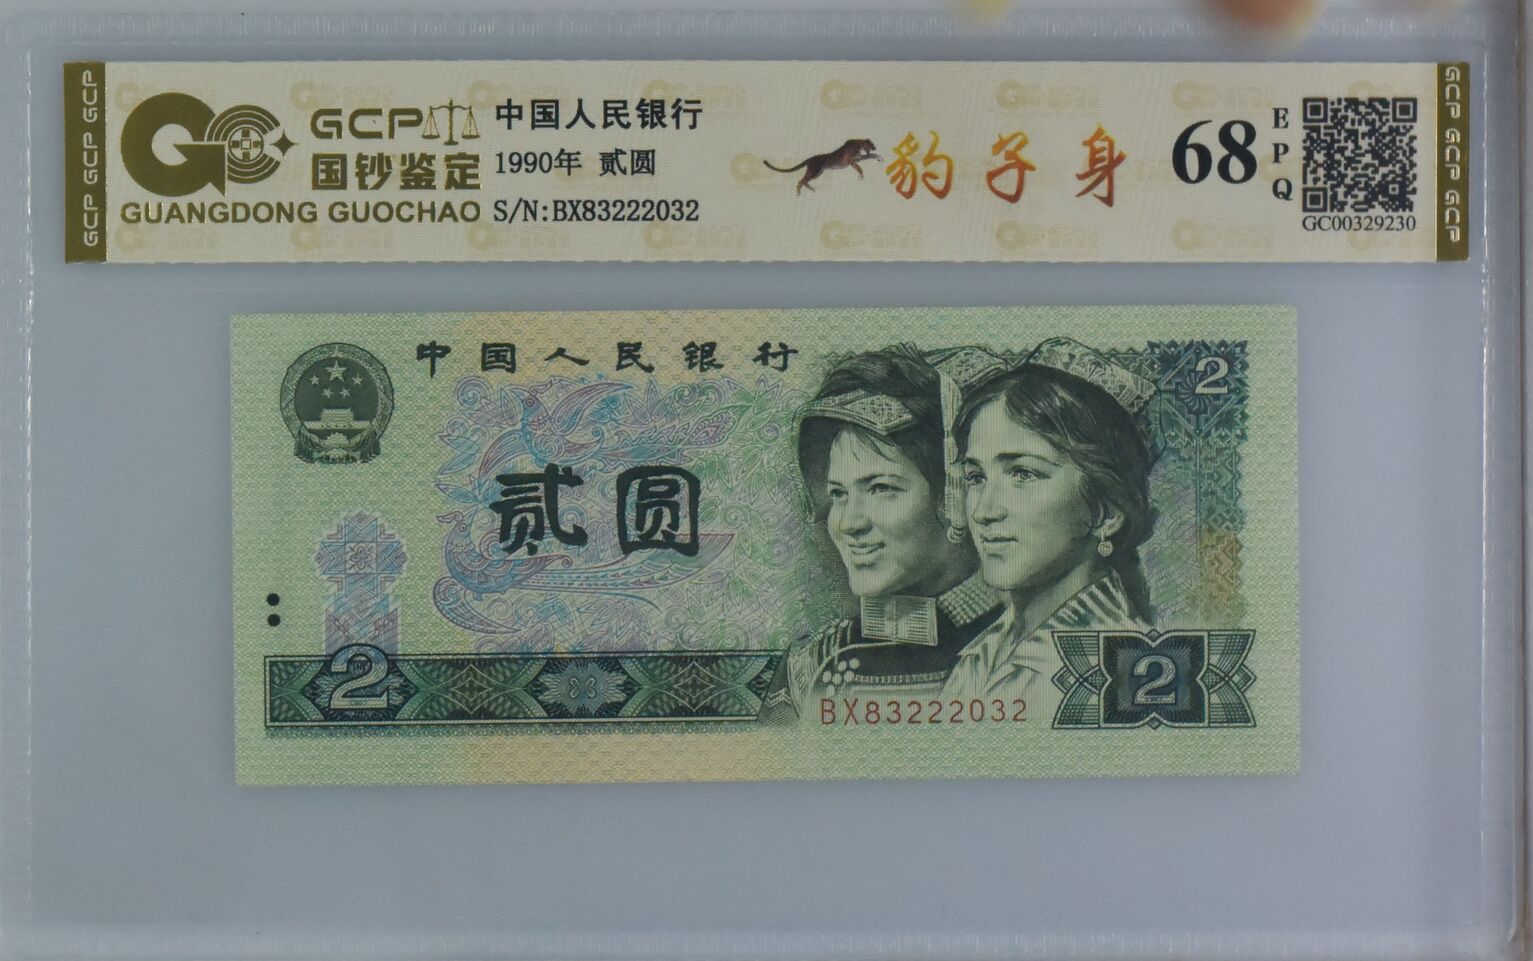 GCP GCP GCP
GCP
国钞鉴定
GUANGDONG GUOCHAO
中国人民银行
1990年 贰圆
S/N:BX83222032
豹子身
68
EPQ
GC00329230
GCP GCP GCP
中国人民银行
2
贰圆
2
BX83222032
2